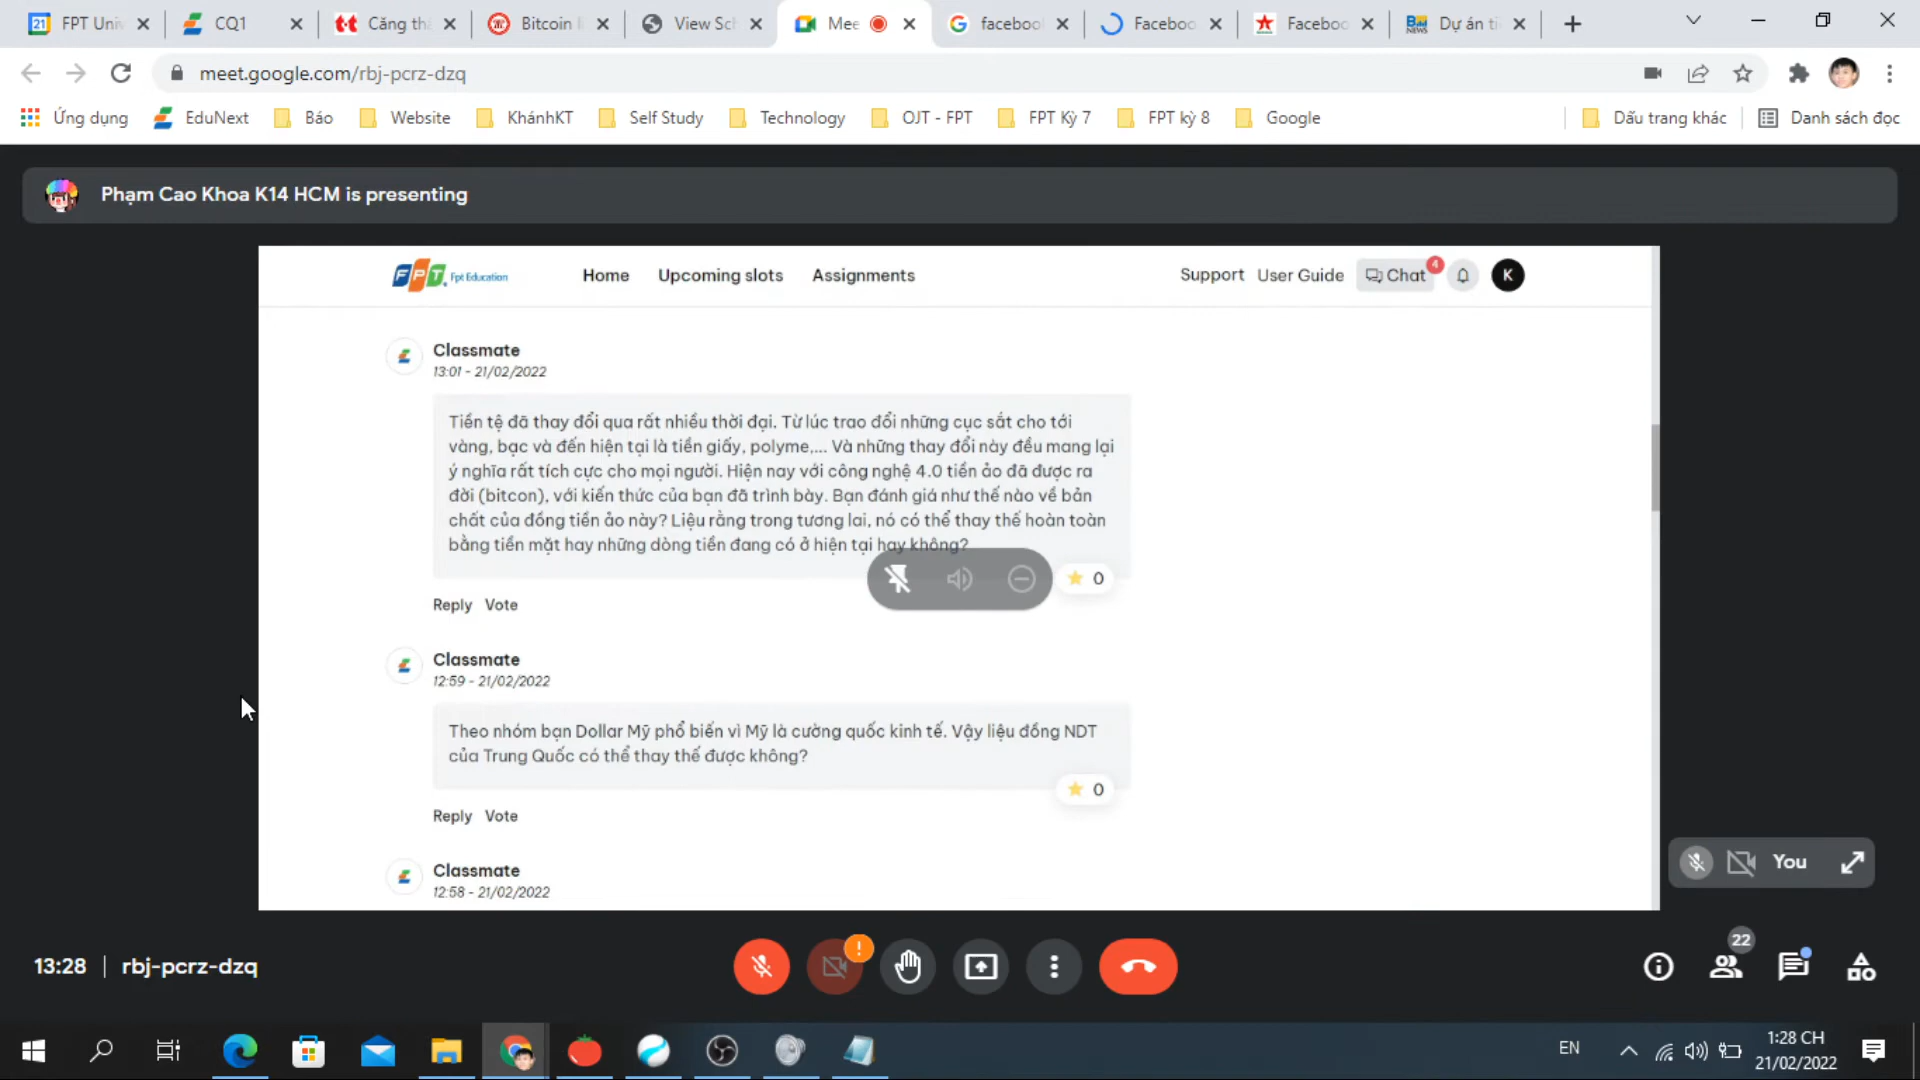 FPT Univ
CQ1
Căng th
Bitcoin l
View Sch
Mee
facebook
Faceboo
Faceboo
Dự án ti
meet.google.com/rbj-pcrz-dzq
Ứng dụng
EduNext
Báo
Website
KhánhKT
Self Study
Technology
OJT - FPT
FPT Kỳ 7
FPT kỳ 8
Google
Dấu trang khác
Danh sách đọc
Phạm Cao Khoa K14 HCM is presenting
FPT. Fpt Education
Home
Upcoming slots
Assignments
Support
User Guide
Chat
4
K
Classmate
13:01 - 21/02/2022
Tiền tệ đã thay đổi qua rất nhiều thời đại. Từ lúc trao đổi những cục sắt cho tới
vàng, bạc và đến hiện tại là tiền giấy, polyme,... Và những thay đổi này đều mang lại
ý nghĩa rất tích cực cho mọi người. Hiện nay với công nghệ 4.0 tiền ảo đã được ra
đời (bitcon), với kiến thức của bạn đã trình bày. Bạn đánh giá như thế nào về bản
chất của đồng tiền ảo này? Liệu rằng trong tương lai, nó có thể thay thế hoàn toàn
bằng tiền mặt hay những dòng tiền đang có ở hiện tại hay không?
0
Reply Vote
Classmate
12:59 - 21/02/2022
Theo nhóm bạn Dollar Mỹ phổ biến vì Mỹ là cường quốc kinh tế. Vậy liệu đồng NDT
của Trung Quốc có thể thay thế được không?
0
Reply Vote
Classmate
12:58 - 21/02/2022
You
13:28 | rbj-pcrz-dzq
22
EN
1:28 CH
21/02/2022